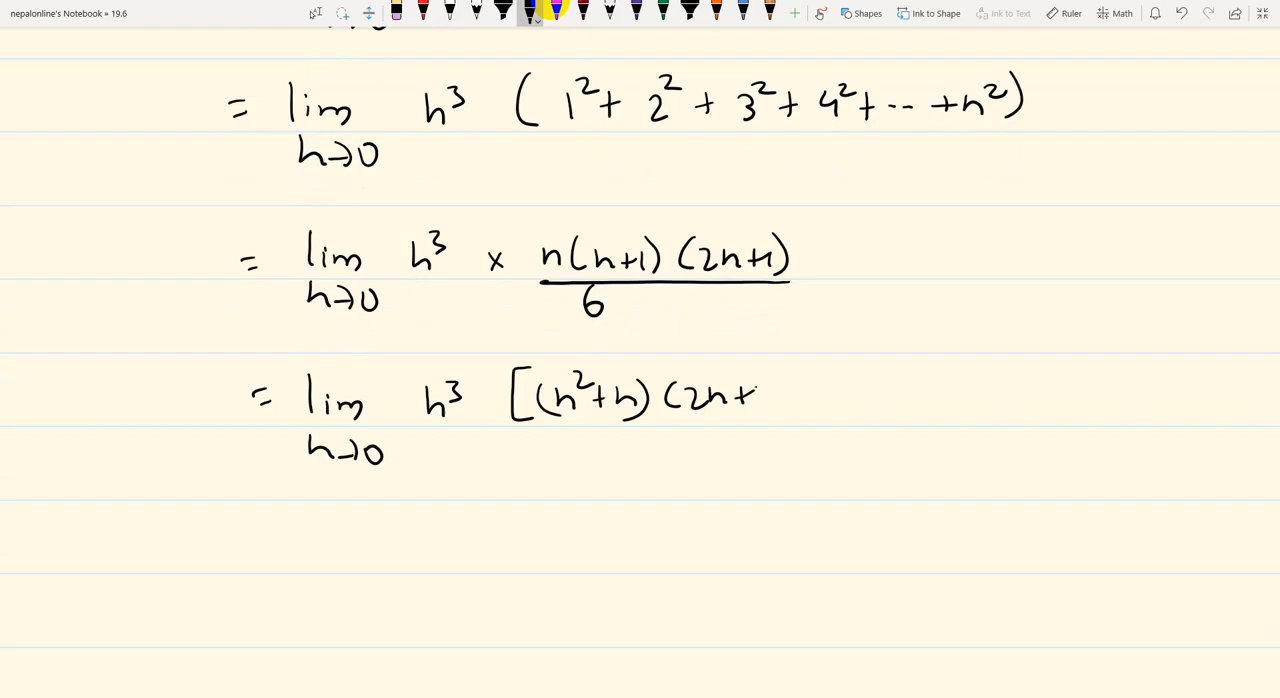 nepalonline's Notebook » 19.6 Shapes Ink to Shape Ink to Text Ruler Math
= lim h→0 h³ ( 1² + 2² + 3² + 4² + -- + n² )
= lim h→0 h³ × n(n+1) (2n+1) / 6
= lim h→0 h³ [(n²+n) (2n+